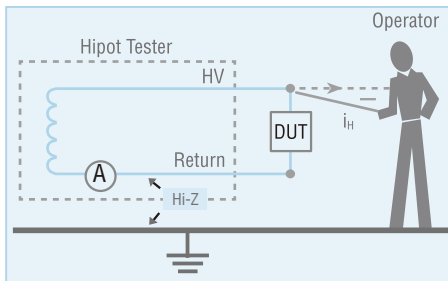 Operator
Hipot Tester
HV
iH
DUT
Return
A
Hi-Z